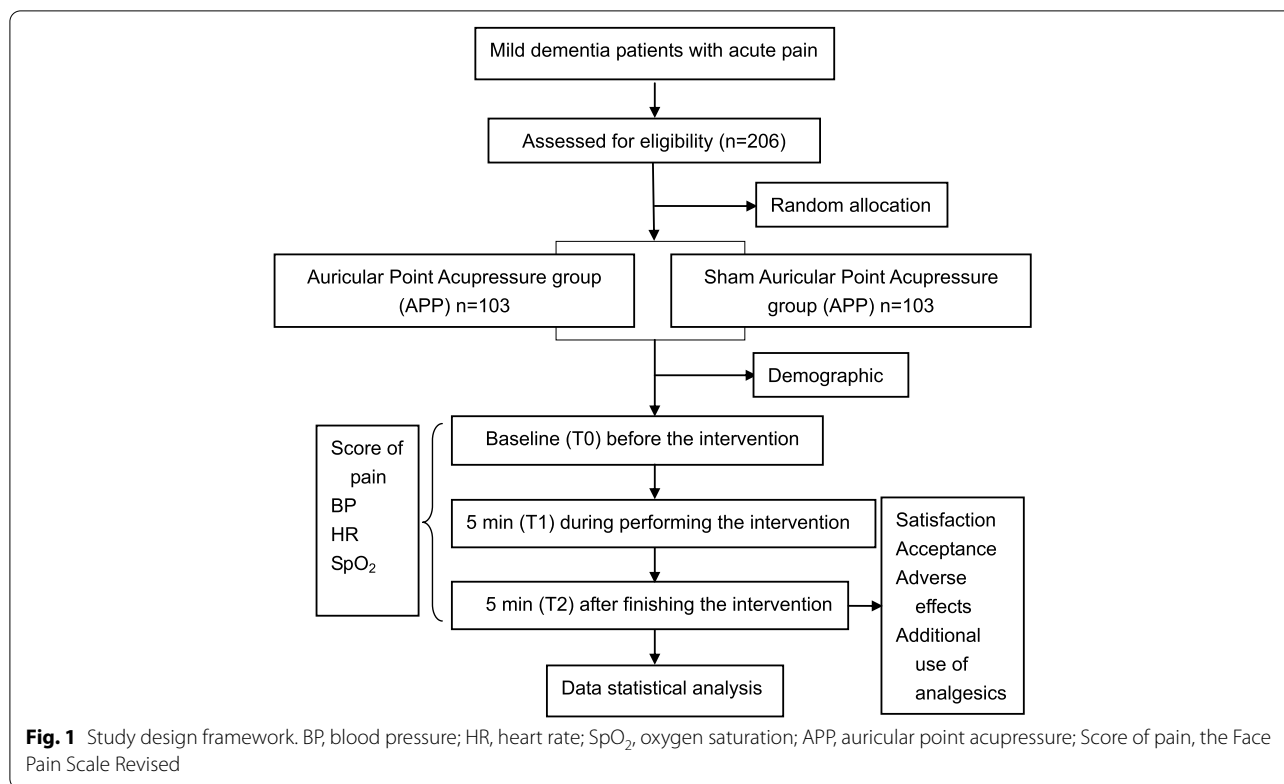 Mild dementia patients with acute pain
Assessed for eligibility (n=206)
Random allocation
Auricular Point Acupressure group
(APP) n=103
Sham Auricular Point Acupressure
group (APP) n=103
Demographic
Score of
pain
BP
HR
SpO₂
Baseline (T0) before the intervention
5 min (T1) during performing the intervention
5 min (T2) after finishing the intervention
Satisfaction
Acceptance
Adverse
effects
Additional
use of
analgesics
Data statistical analysis
Fig. 1 Study design framework. BP, blood pressure; HR, heart rate; SpO₂, oxygen saturation; APP, auricular point acupressure; Score of pain, the Face
Pain Scale Revised